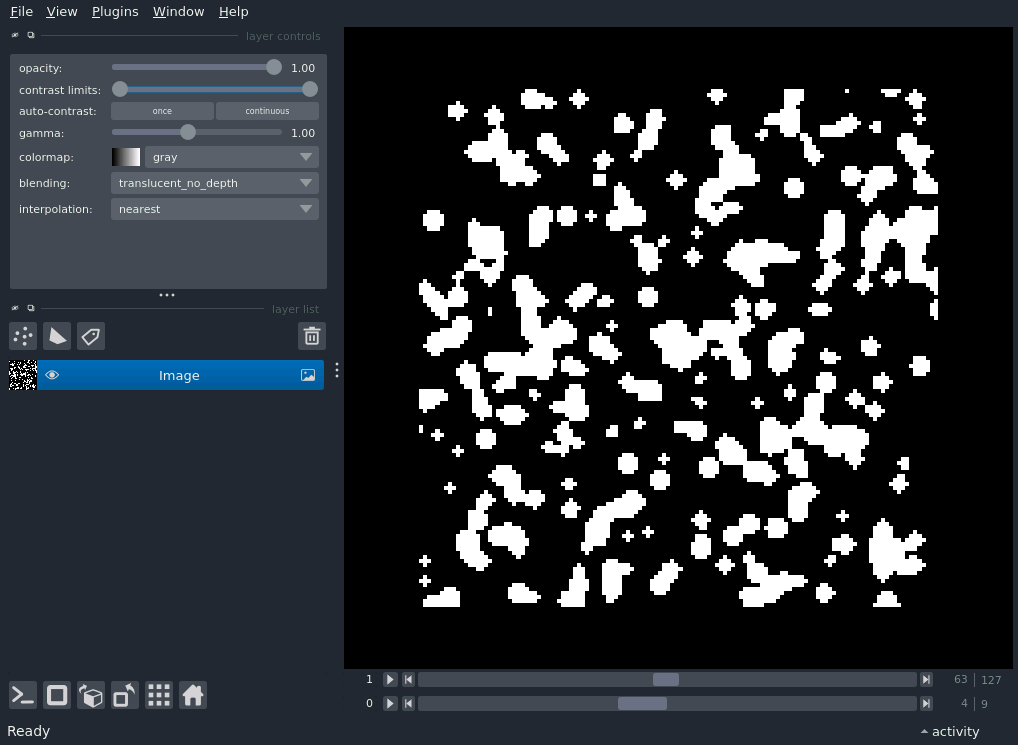 File View Plugins Window Help
layer controls
opacity: 1.00
contrast limits:
auto-contrast: once continuous
gamma: 1.00
colormap: gray
blending: translucent_no_depth
interpolation: nearest
layer list
Image
1 63 127
0 4 9
Ready activity